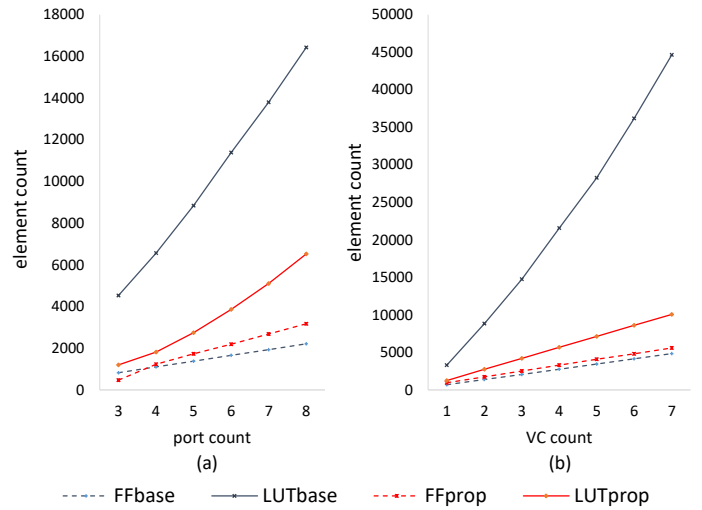 18000
16000
14000
12000
10000
8000
6000
4000
2000
0
element count
3 4 5 6 7 8
port count
(a)
50000
45000
40000
35000
30000
25000
20000
15000
10000
5000
0
element count
1 2 3 4 5 6 7
VC count
(b)
FFbase LUTbase FFprop LUTprop